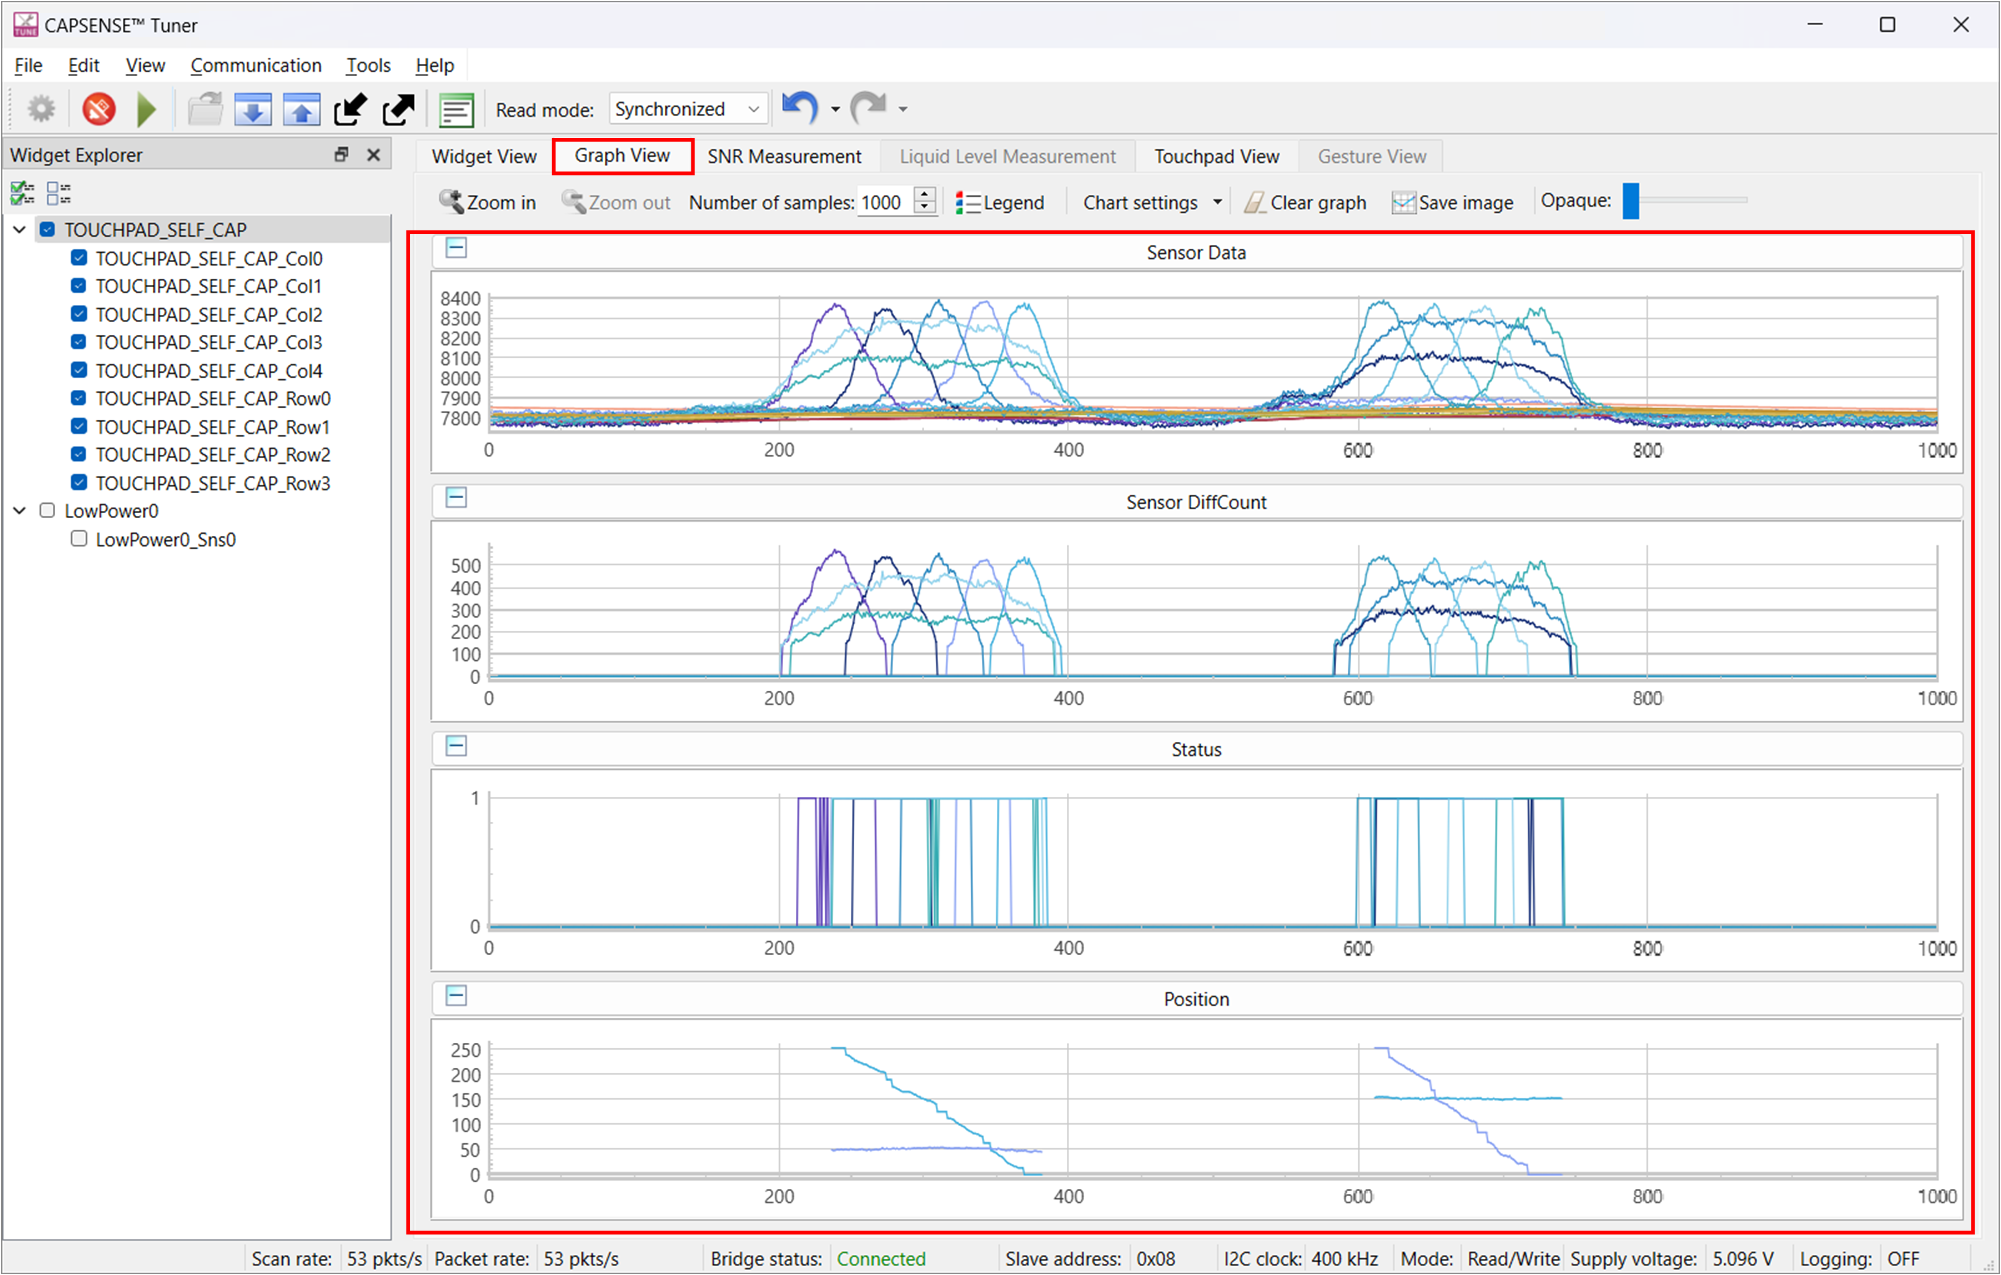 CAPSENSE™ Tuner
File Edit View Communication Tools Help
Read mode: Synchronized
Widget Explorer
Widget View Graph View SNR Measurement Liquid Level Measurement Touchpad View Gesture View
Zoom in Zoom out Number of samples: 1000 Legend Chart settings Clear graph Save image Opaque:
TOUCHPAD_SELF_CAP
TOUCHPAD_SELF_CAP_Col0
TOUCHPAD_SELF_CAP_Col1
TOUCHPAD_SELF_CAP_Col2
TOUCHPAD_SELF_CAP_Col3
TOUCHPAD_SELF_CAP_Col4
TOUCHPAD_SELF_CAP_Row0
TOUCHPAD_SELF_CAP_Row1
TOUCHPAD_SELF_CAP_Row2
TOUCHPAD_SELF_CAP_Row3
LowPower0
LowPower0_Sns0
Sensor Data
8400
8300
8200
8100
8000
7900
7800
0 200 400 600 800 1000
Sensor DiffCount
500
400
300
200
100
0
0 200 400 600 800 1000
Status
1
0
0 200 400 600 800 1000
Position
250
200
150
100
50
0
0 200 400 600 800 1000
Scan rate: 53 pkts/s Packet rate: 53 pkts/s Bridge status: Connected Slave address: 0x08 I2C clock: 400 kHz Mode: Read/Write Supply voltage: 5.096 V Logging: OFF